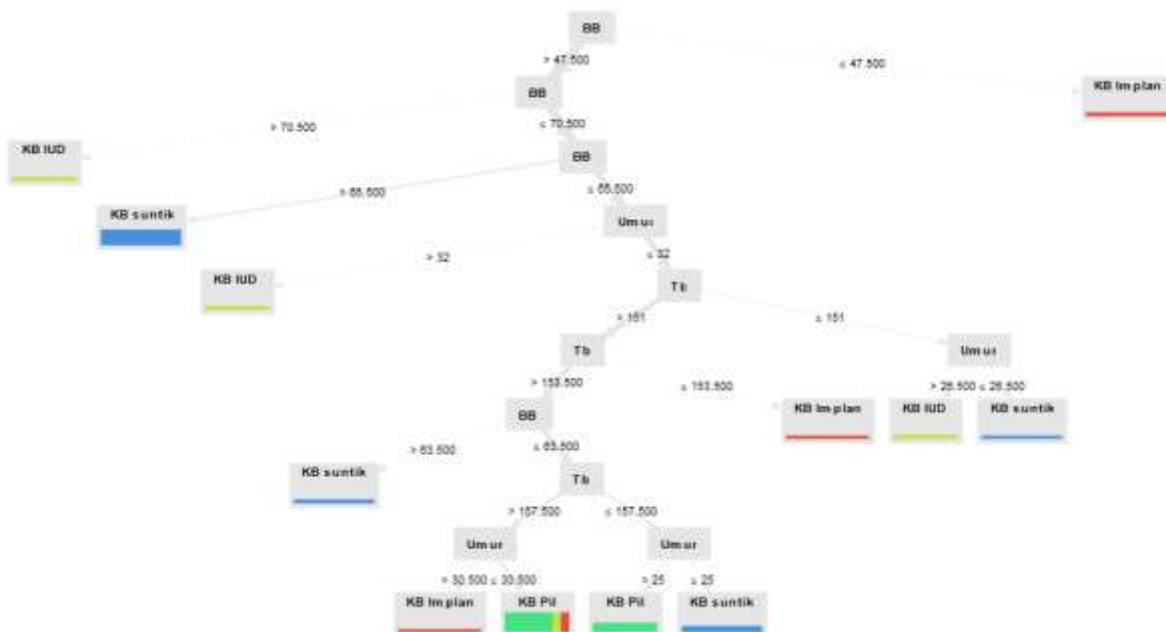 BB
> 47.500
≤ 47.500
BB
KB Implan
> 70.500
≤ 70.500
KB IUD
BB
≤ 65.500
KB suntik
Umur
> 32
≤ 32
KB IUD
Tb
> 151
≤ 151
Tb
Umur
> 153.500
≤ 153.500
> 26.500 ≤ 26.500
BB
KB Implan
KB IUD
KB suntik
> 63.500
≤ 63.500
KB suntik
Tb
> 157.500
≤ 157.500
Umur
Umur
> 30.500 ≤ 30.500
> 25
≤ 25
KB Implan
KB Pil
KB Pil
KB suntik